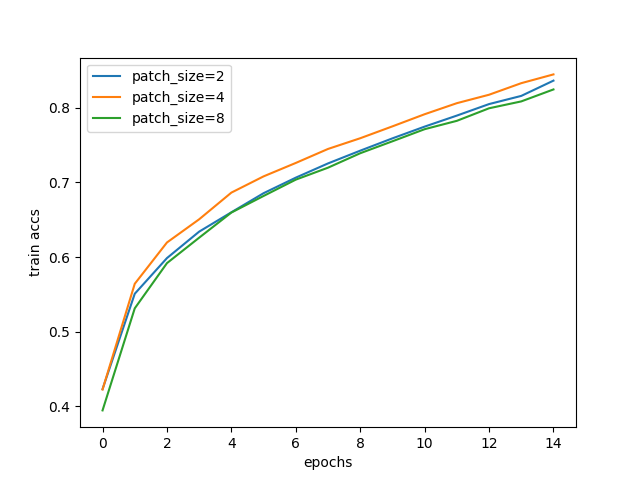 patch_size=2
patch_size=4
patch_size=8
train accs
0.8
0.7
0.6
0.5
0.4
0 2 4 6 8 10 12 14
epochs